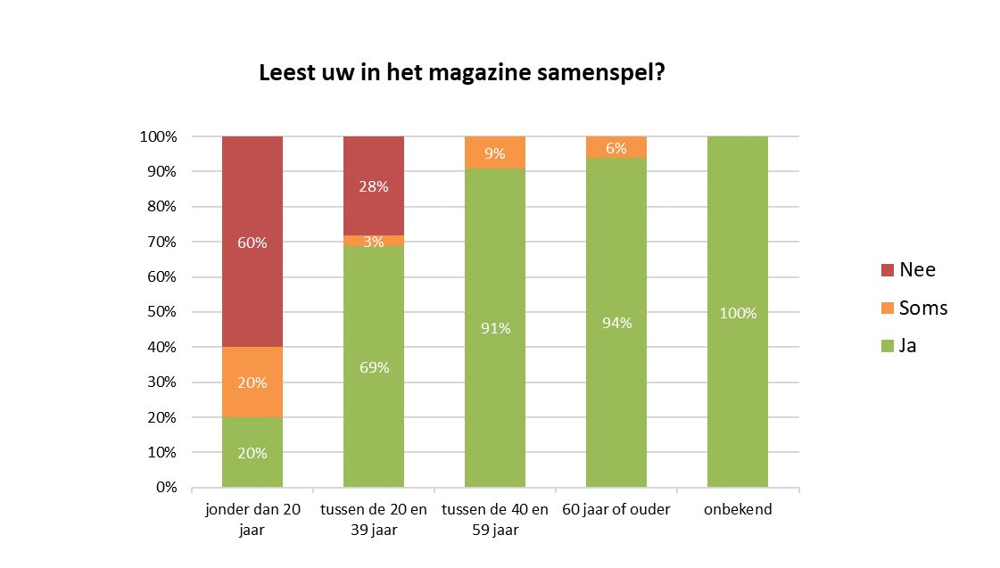 Leest uw in het magazine samenspel?
100%
90%
80%
70%
60%
50%
40%
30%
20%
10%
0%
60%
20%
20%
28%
3%
69%
9%
91%
6%
94%
100%
jonder dan 20
jaar
tussen de 20 en
39 jaar
tussen de 40 en
59 jaar
60 jaar of ouder
onbekend
Nee
Soms
Ja